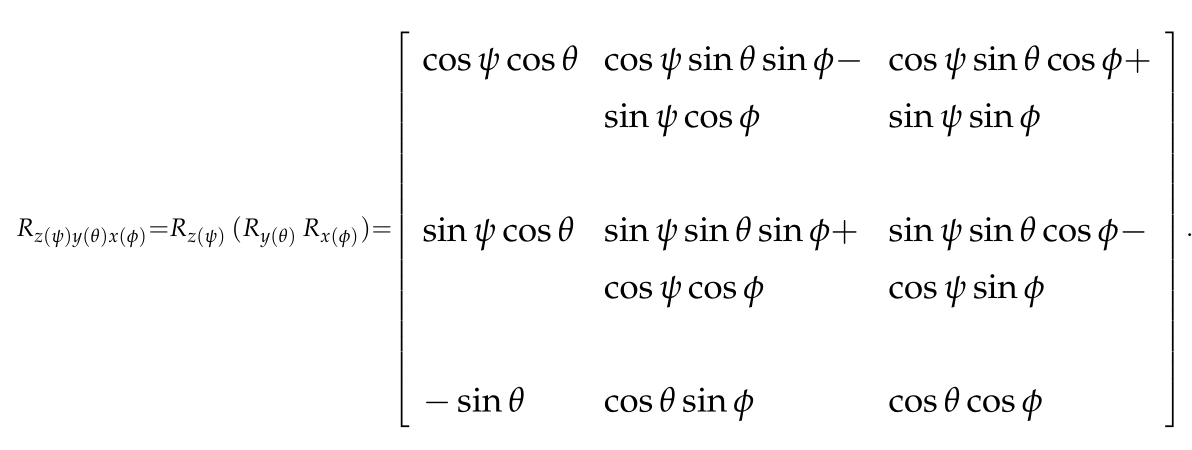 cos ψ cos θ cos ψ sin θ sin ϕ− cos ψ sin θ cos ϕ+
sin ψ cos ϕ sin ψ sin ϕ
R_{z(ψ)y(θ)x(ϕ)}=R_{z(ψ)} (R_{y(θ)} R_{x(ϕ)})= sin ψ cos θ sin ψ sin θ sin ϕ+ sin ψ sin θ cos ϕ− .
cos ψ cos ϕ cos ψ sin ϕ
− sin θ cos θ sin ϕ cos θ cos ϕ